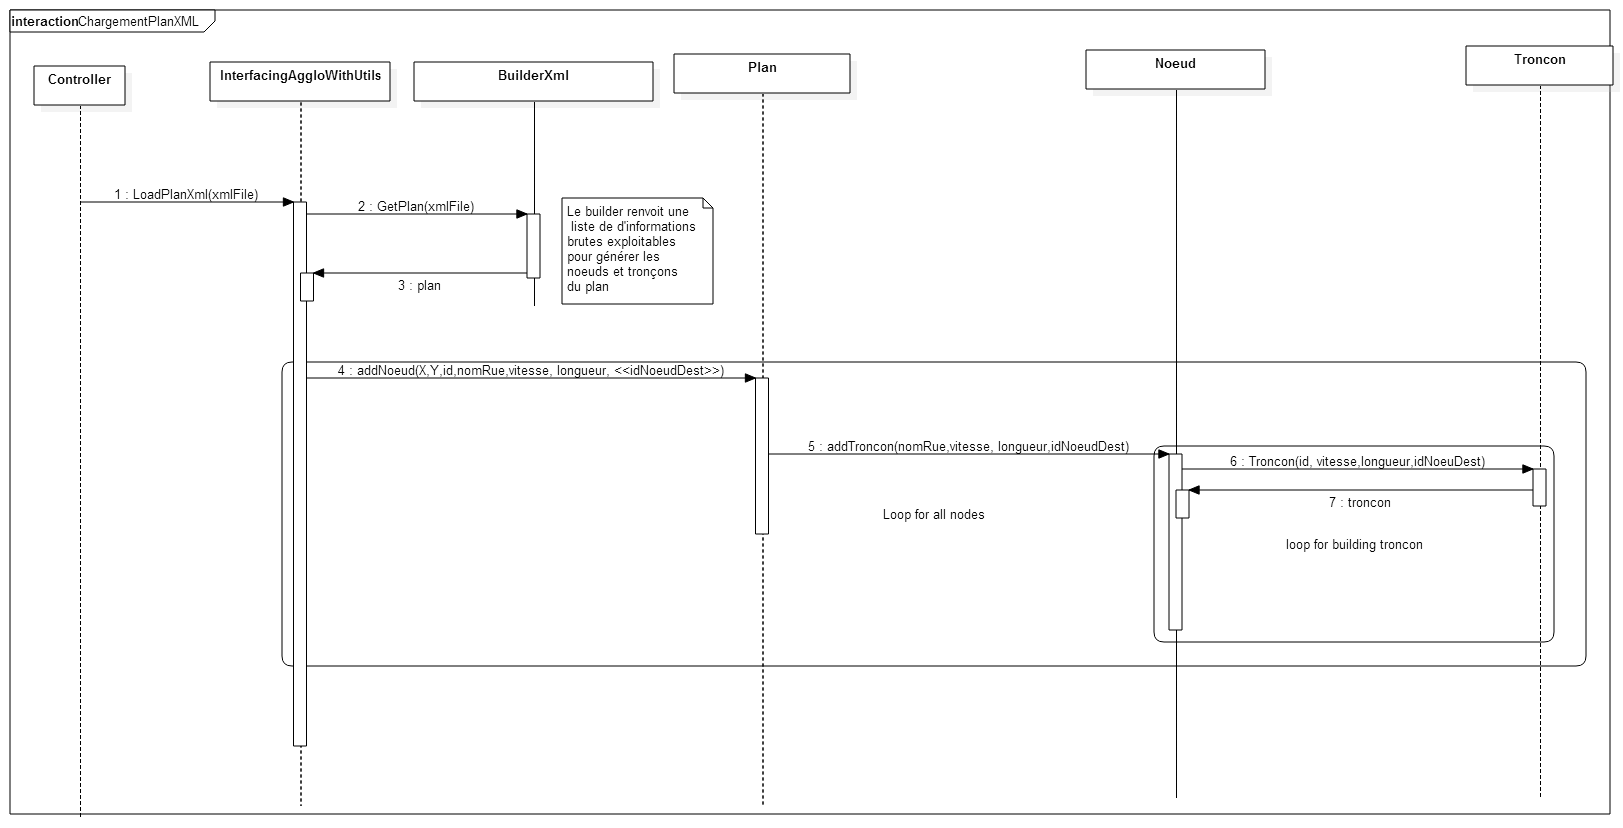 interactionChargementPlanXML
Controller
InterfacingAggloWithUtils
BuilderXml
Plan
Noeud
Troncon
1 : LoadPlanXml(xmlFile)
2 : GetPlan(xmlFile)
Le builder renvoit une
liste de d'informations
brutes exploitables
pour générer les
noeuds et tronçons
du plan
3 : plan
4 : addNoeud(X,Y,id,nomRue,vitesse, longueur, <<idNoeudDest>>)
5 : addTroncon(nomRue,vitesse, longueur,idNoeudDest)
6 : Troncon(id, vitesse,longueur,idNoeuDest)
7 : troncon
Loop for all nodes
loop for building troncon